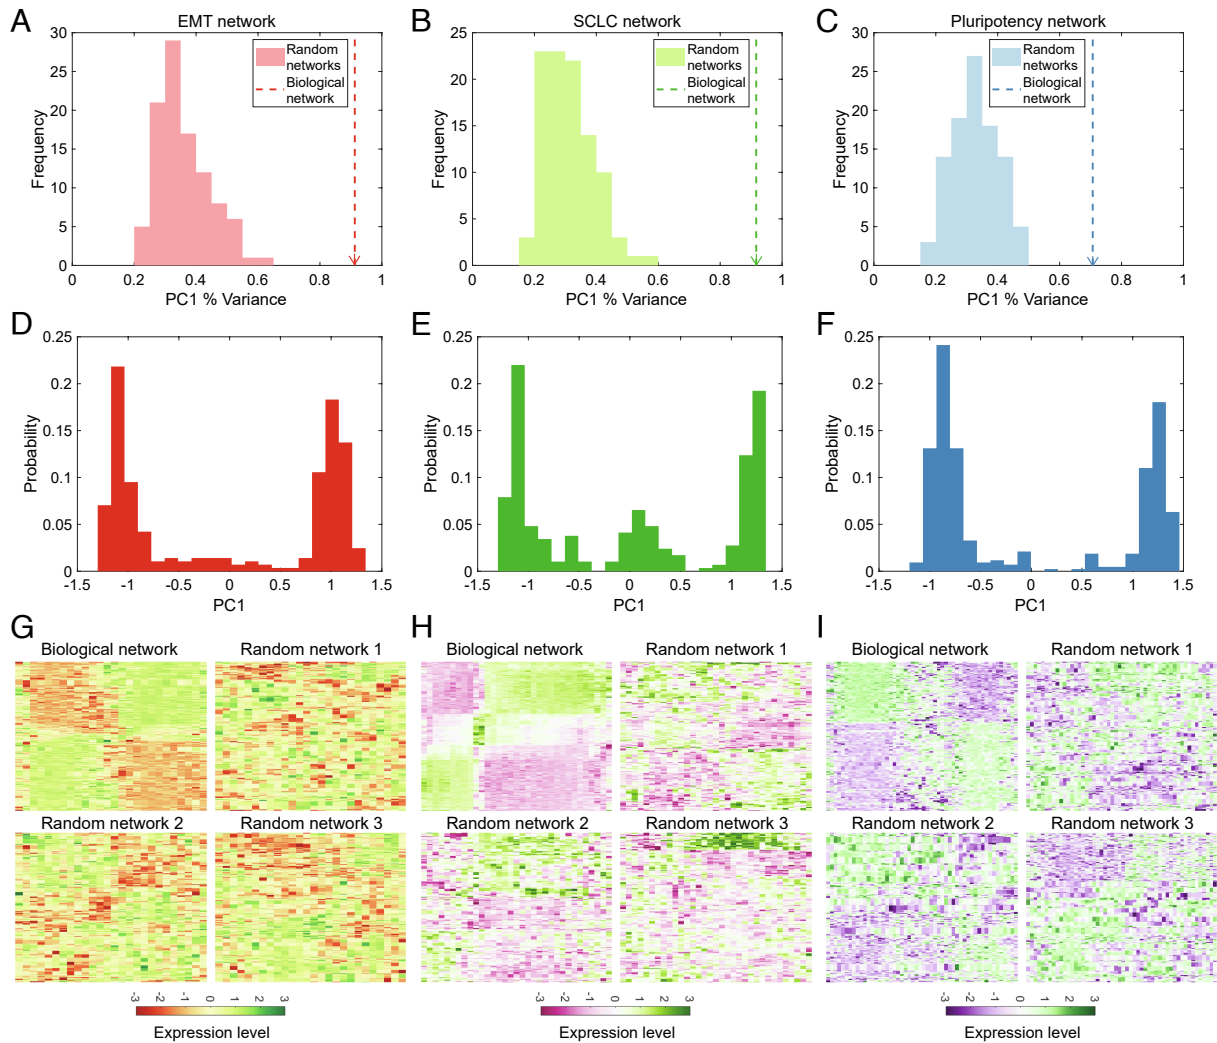 A
EMT network
30
25
20
15
10
5
0
0
0.2
0.4
0.6
0.8
1
Frequency
PC1 % Variance
Random
networks
Biological
network
B
SCLC network
25
20
15
10
5
0
0
0.2
0.4
0.6
0.8
1
Frequency
PC1 % Variance
Random
networks
Biological
network
C
Pluripotency network
30
25
20
15
10
5
0
0
0.2
0.4
0.6
0.8
1
Frequency
PC1 % Variance
Random
networks
Biological
network
D
0.25
0.2
0.15
0.1
0.05
0
-1.5
-1
-0.5
0
0.5
1
1.5
Probability
PC1
E
0.25
0.2
0.15
0.1
0.05
0
-1.5
-1
-0.5
0
0.5
1
1.5
Probability
PC1
F
0.25
0.2
0.15
0.1
0.05
0
-1.5
-1
-0.5
0
0.5
1
1.5
Probability
PC1
G
Biological network
Random network 1
Random network 2
Random network 3
-3
-2
-1
0
1
2
3
Expression level
H
Biological network
Random network 1
Random network 2
Random network 3
-3
-2
-1
0
1
2
3
Expression level
I
Biological network
Random network 1
Random network 2
Random network 3
-3
-2
-1
0
1
2
3
Expression level